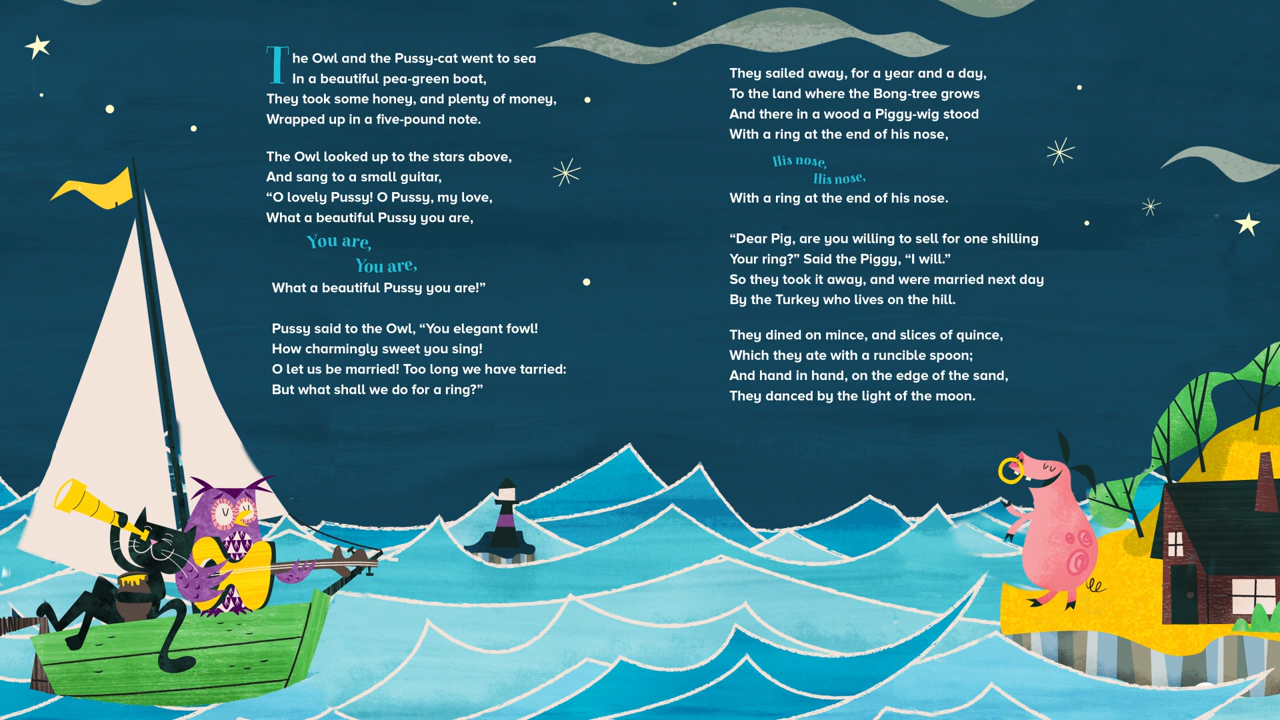 The Owl and the Pussy-cat went to sea
In a beautiful pea-green boat,
They took some honey, and plenty of money,
Wrapped up in a five-pound note.
The Owl looked up to the stars above,
And sang to a small guitar,
“O lovely Pussy! O Pussy, my love,
What a beautiful Pussy you are,
You are,
You are,
What a beautiful Pussy you are!”
Pussy said to the Owl, “You elegant fowl!
How charmingly sweet you sing!
O let us be married! Too long we have tarried:
But what shall we do for a ring?”
They sailed away, for a year and a day,
To the land where the Bong-tree grows
And there in a wood a Piggy-wig stood
With a ring at the end of his nose,
His nose,
His nose,
With a ring at the end of his nose.
“Dear Pig, are you willing to sell for one shilling
Your ring?” Said the Piggy, “I will.”
So they took it away, and were married next day
By the Turkey who lives on the hill.
They dined on mince, and slices of quince,
Which they ate with a runcible spoon;
And hand in hand, on the edge of the sand,
They danced by the light of the moon.